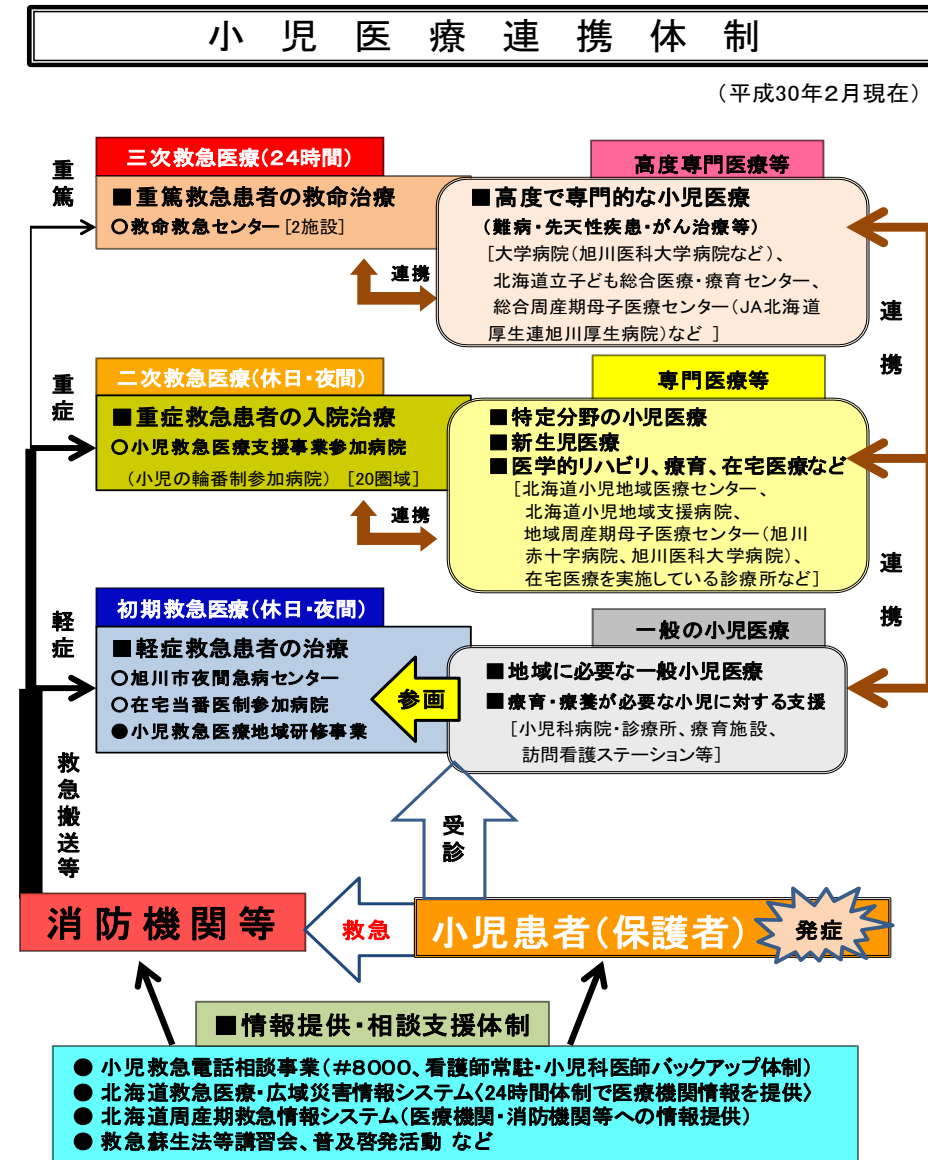 小児医療連携体制
（平成30年2月現在）
重篤
三次救急医療（24時間）
■重篤救急患者の救命治療
○救命救急センター［2施設］
高度専門医療等
■高度で専門的な小児医療
（難病・先天性疾患・がん治療等）
［大学病院（旭川医科大学病院など）、
北海道立子ども総合医療・療育センター、
総合周産期母子医療センター（JA北海道
厚生連旭川厚生病院）など ］
連携
連携
重症
二次救急医療（休日・夜間）
■重症救急患者の入院治療
○小児救急医療支援事業参加病院
（小児の輪番制参加病院）［20圏域］
専門医療等
■特定分野の小児医療
■新生児医療
■医学的リハビリ、療育、在宅医療など
［北海道小児地域医療センター、
北海道小児地域支援病院、
地域周産期母子医療センター（旭川
赤十字病院、旭川医科大学病院）、
在宅医療を実施している診療所など］
連携
連携
軽症
初期救急医療（休日・夜間）
■軽症救急患者の治療
○旭川市夜間急病センター
○在宅当番医制参加病院
●小児救急医療地域研修事業
参画
一般の小児医療
■地域に必要な一般小児医療
■療育・療養が必要な小児に対する支援
［小児科病院・診療所、療育施設、
訪問看護ステーション等］
救急搬送等
受診
消防機関等
救急
小児患者（保護者）
発症
■情報提供・相談支援体制
● 小児救急電話相談事業（＃8000、看護師常駐・小児科医師バックアップ体制）
● 北海道救急医療・広域災害情報システム〈24時間体制で医療機関情報を提供〉
● 北海道周産期救急情報システム（医療機関・消防機関等への情報提供）
● 救急蘇生法等講習会、普及啓発活動 など